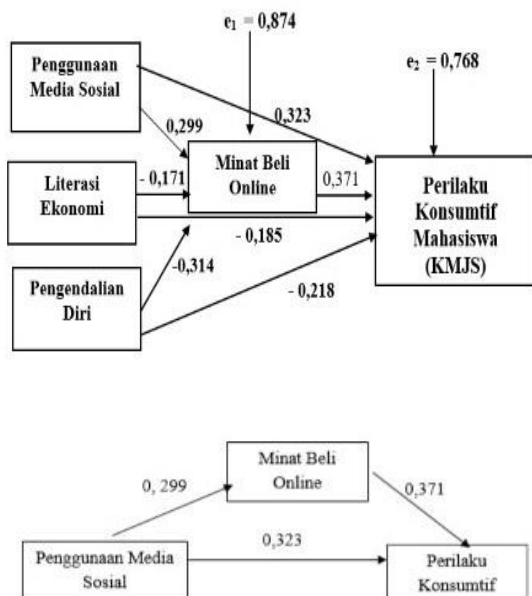 e₁ = 0,874
Penggunaan
Media Sosial
e₂ = 0,768
0,323
0,299
Minat Beli
Online
Literasi
Ekonomi
- 0,171
0,371
Perilaku
Konsumtif
Mahasiswa
(KMJS)
- 0,185
-0,314
Pengendalian
Diri
- 0,218
Minat Beli
Online
0, 299
0,371
0,323
Penggunaan Media
Sosial
Perilaku
Konsumtif